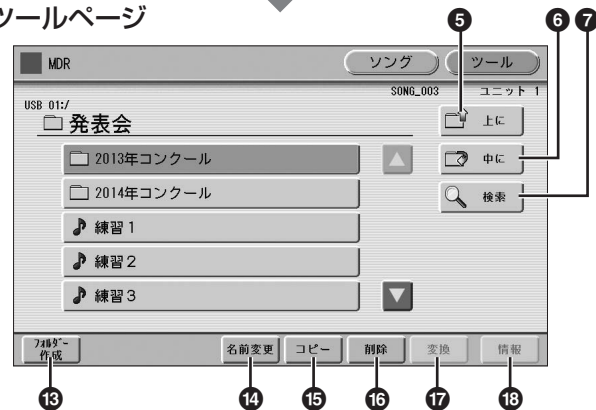 ツールページ
❺ ❻ ❼
MDR ソング ツール
SONG_003 ユニット 1
USB 01:/
発表会
上に
2013年コンクール
中に
2014年コンクール
検索
練習1
練習2
練習3
フォルダー
作成
名前変更 コピー 削除 変換 情報
⓭ ⓮ ⓯ ⓰ ⓱ ⓲